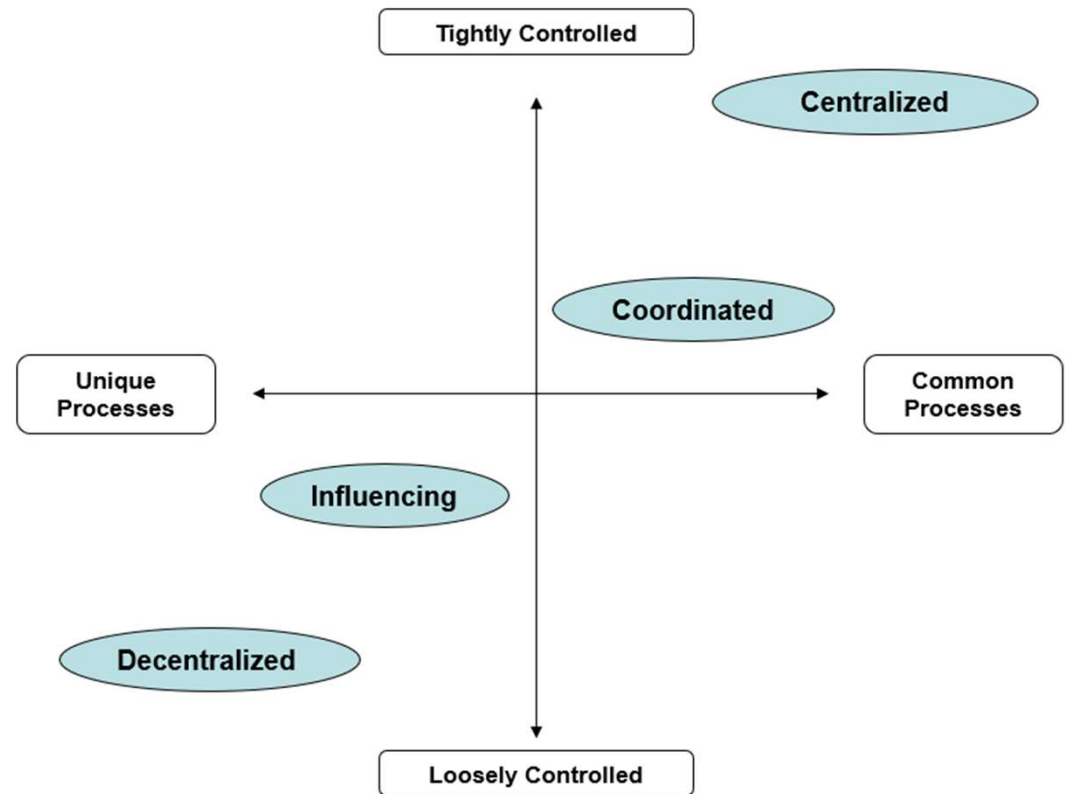 Tightly Controlled
Centralized
Coordinated
Unique
Processes
Common
Processes
Influencing
Decentralized
Loosely Controlled